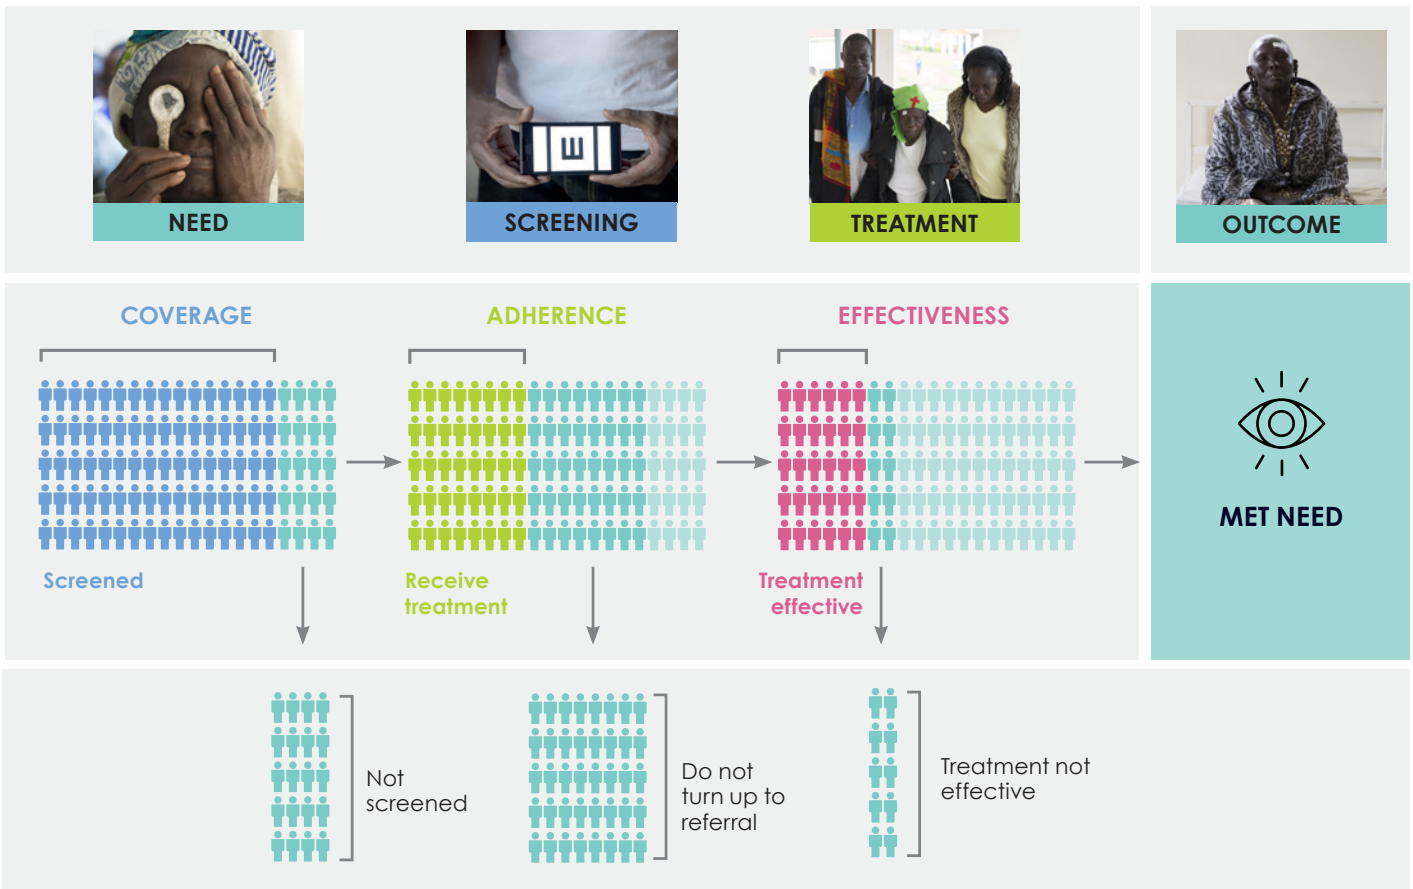 NEED
SCREENING
TREATMENT
OUTCOME
COVERAGE
ADHERENCE
EFFECTIVENESS
Screened
Receive
treatment
Treatment
effective
MET NEED
Not
screened
Do not
turn up to
referral
Treatment not
effective